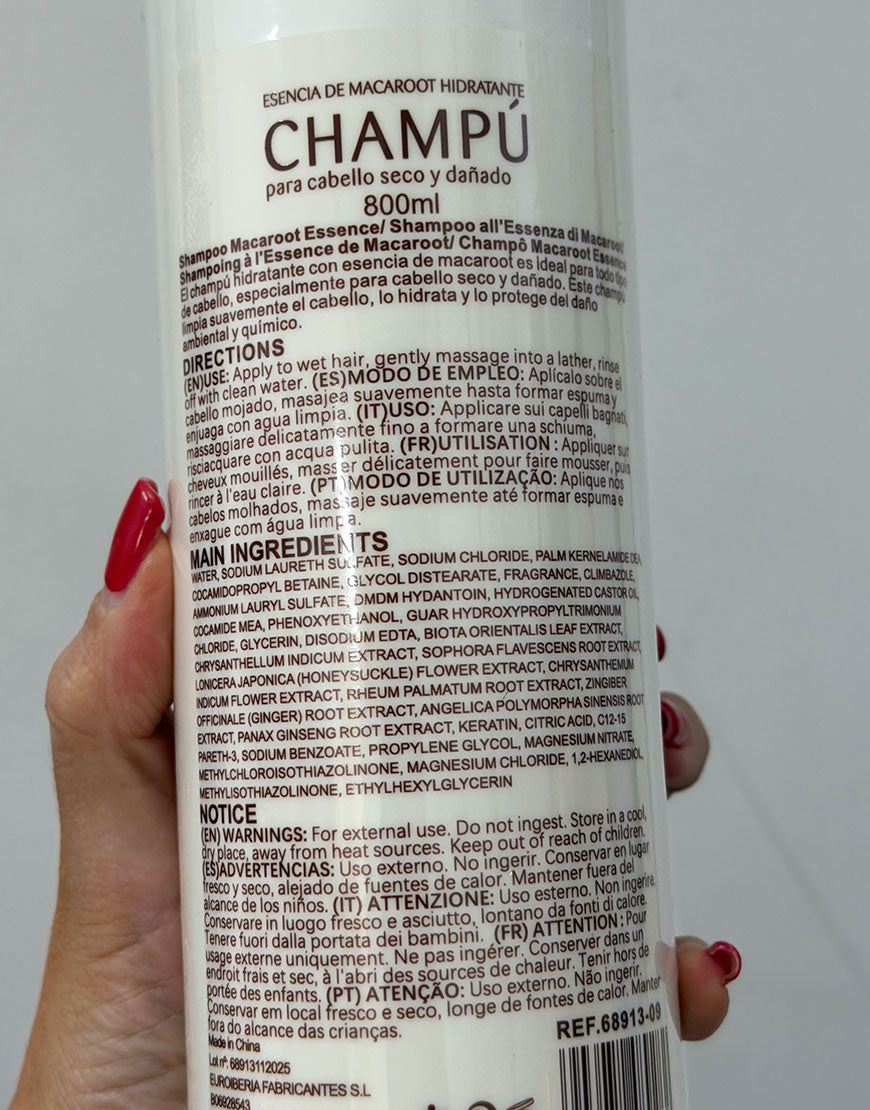 ESENCIA DE MACAROOT HIDRATANTE
CHAMPÚ
para cabello seco y dañado
800ml
Shampoo Macaroot Essence/ Shampoo all'Essenza di Macaroot/
Shampoing à l'Essence de Macaroot/ Champô Macaroot Essence
El champú hidratante con esencia de macaroot es ideal para todo tipo
de cabello, especialmente para cabello seco y dañado. Este champú
limpia suavemente el cabello, lo hidrata y lo protege del daño
ambiental y químico.
DIRECTIONS
(EN)USE: Apply to wet hair, gently massage into a lather, rinse
off with clean water. (ES)MODO DE EMPLEO: Aplícalo sobre el
cabello mojado, masajea suavemente hasta formar espuma y
enjuaga con agua limpia. (IT)USO: Applicare sui capelli bagnati,
massaggiare delicatamente fino a formare una schiuma,
risciacquare con acqua pulita. (FR)UTILISATION : Appliquer sur
cheveux mouillés, masser délicatement pour faire mousser, puis
rincer à l'eau claire. (PT)MODO DE UTILIZAÇÃO: Aplique nos
cabelos molhados, massaje suavemente até formar espuma e
enxague com água limpa.
MAIN INGREDIENTS
WATER, SODIUM LAURETH SULFATE, SODIUM CHLORIDE, PALM KERNELAMIDE DEA,
COCAMIDOPROPYL BETAINE, GLYCOL DISTEARATE, FRAGRANCE, CLIMBAZOLE,
AMMONIUM LAURYL SULFATE, DMDM HYDANTOIN, HYDROGENATED CASTOR OIL,
COCAMIDE MEA, PHENOXYETHANOL, GUAR HYDROXYPROPYLTRIMONIUM
CHLORIDE, GLYCERIN, DISODIUM EDTA, BIOTA ORIENTALIS LEAF EXTRACT,
CHRYSANTHELLUM INDICUM EXTRACT, SOPHORA FLAVESCENS ROOT EXTRACT,
LONICERA JAPONICA (HONEYSUCKLE) FLOWER EXTRACT, CHRYSANTHEMUM
INDICUM FLOWER EXTRACT, RHEUM PALMATUM ROOT EXTRACT, ZINGIBER
OFFICINALE (GINGER) ROOT EXTRACT, ANGELICA POLYMORPHA SINENSIS ROOT
EXTRACT, PANAX GINSENG ROOT EXTRACT, KERATIN, CITRIC ACID, C12-15
PARETH-3, SODIUM BENZOATE, PROPYLENE GLYCOL, MAGNESIUM NITRATE,
METHYLCHLOROISOTHIAZOLINONE, MAGNESIUM CHLORIDE, 1,2-HEXANEDIOL,
METHYLISOTHIAZOLINONE, ETHYLHEXYLGLYCERIN
NOTICE
(EN) WARNINGS: For external use. Do not ingest. Store in a cool,
dry place, away from heat sources. Keep out of reach of children.
(ES)ADVERTENCIAS: Uso externo. No ingerir. Conservar en lugar
fresco y seco, alejado de fuentes de calor. Mantener fuera del
alcance de los niños. (IT) ATTENZIONE: Uso esterno. Non ingerire.
Conservare in luogo fresco e asciutto, lontano da fonti di calore.
Tenere fuori dalla portata dei bambini. (FR) ATTENTION : Pour
usage externe uniquement. Ne pas ingérer. Conserver dans un
endroit frais et sec, à l'abri des sources de chaleur. Tenir hors de
portée des enfants. (PT) ATENÇÃO: Uso externo. Não ingerir.
Conservar em local fresco e seco, longe de fontes de calor. Manter
fora do alcance das crianças.
REF.68913-09
Made in China
Lot nº: 68913112025
EUROIBERIA FABRICANTES S.L
B06928543